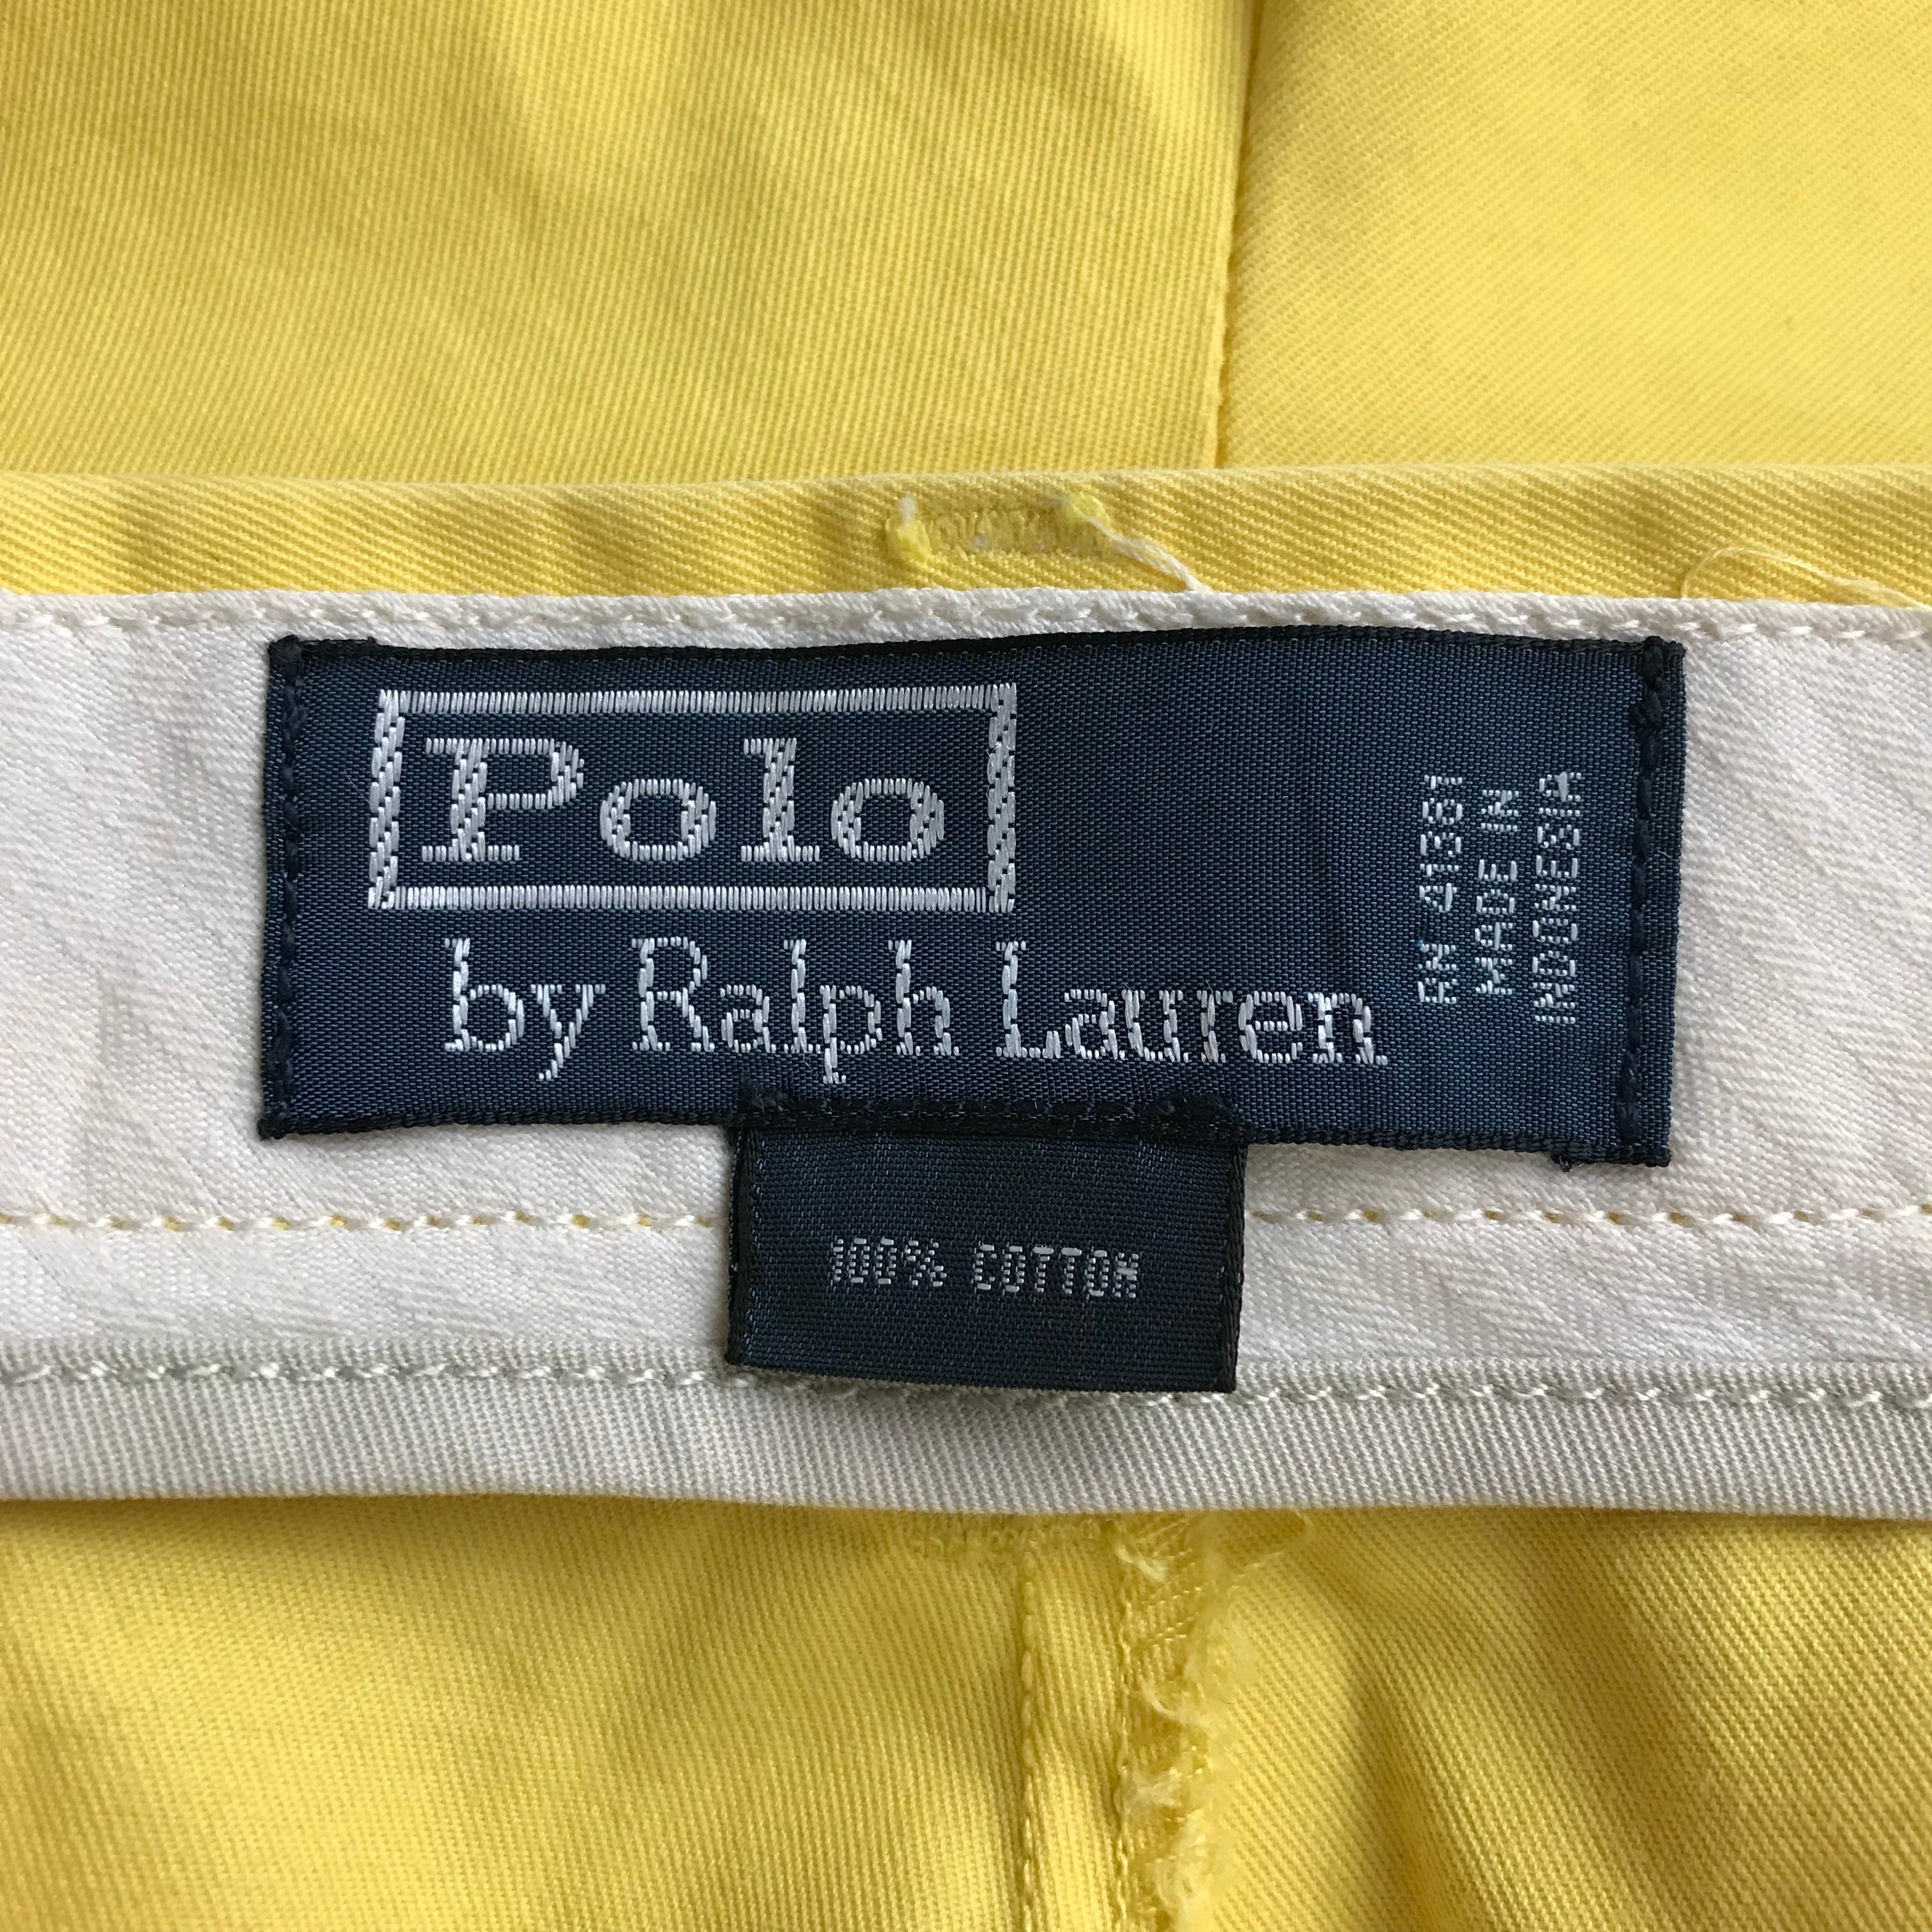 Polo
by Ralph Lauren
RN 41381
MADE IN
INDONESIA
100% COTTON